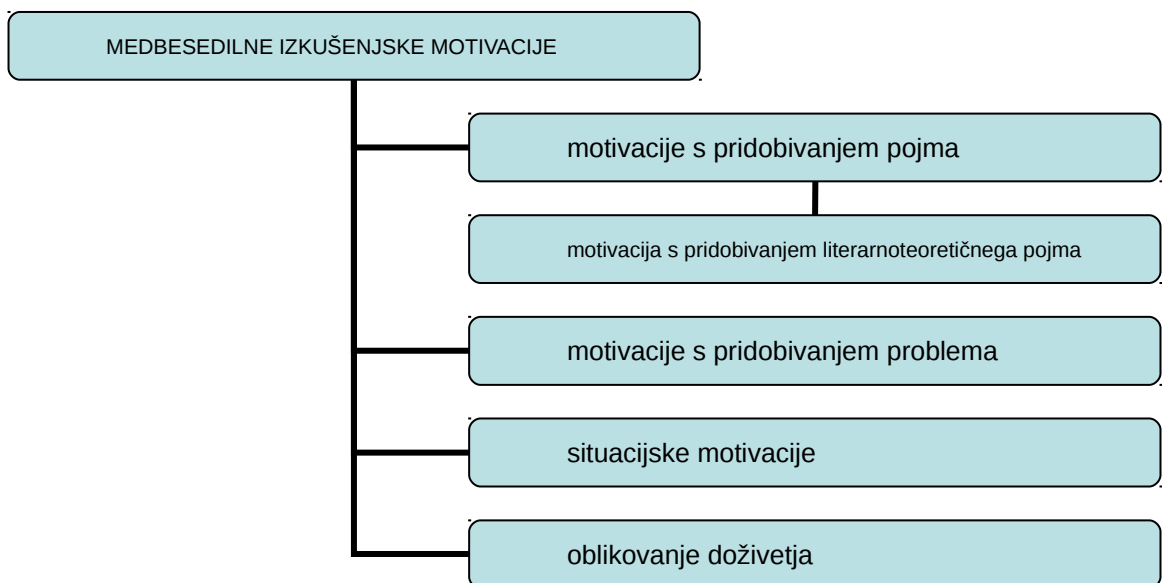 MEDBESEDILNE IZKUŠENJSKE MOTIVACIJE
motivacije s pridobivanjem pojma
motivacija s pridobivanjem literarnoteoretičnega pojma
motivacije s pridobivanjem problema
situacijske motivacije
oblikovanje doživetja